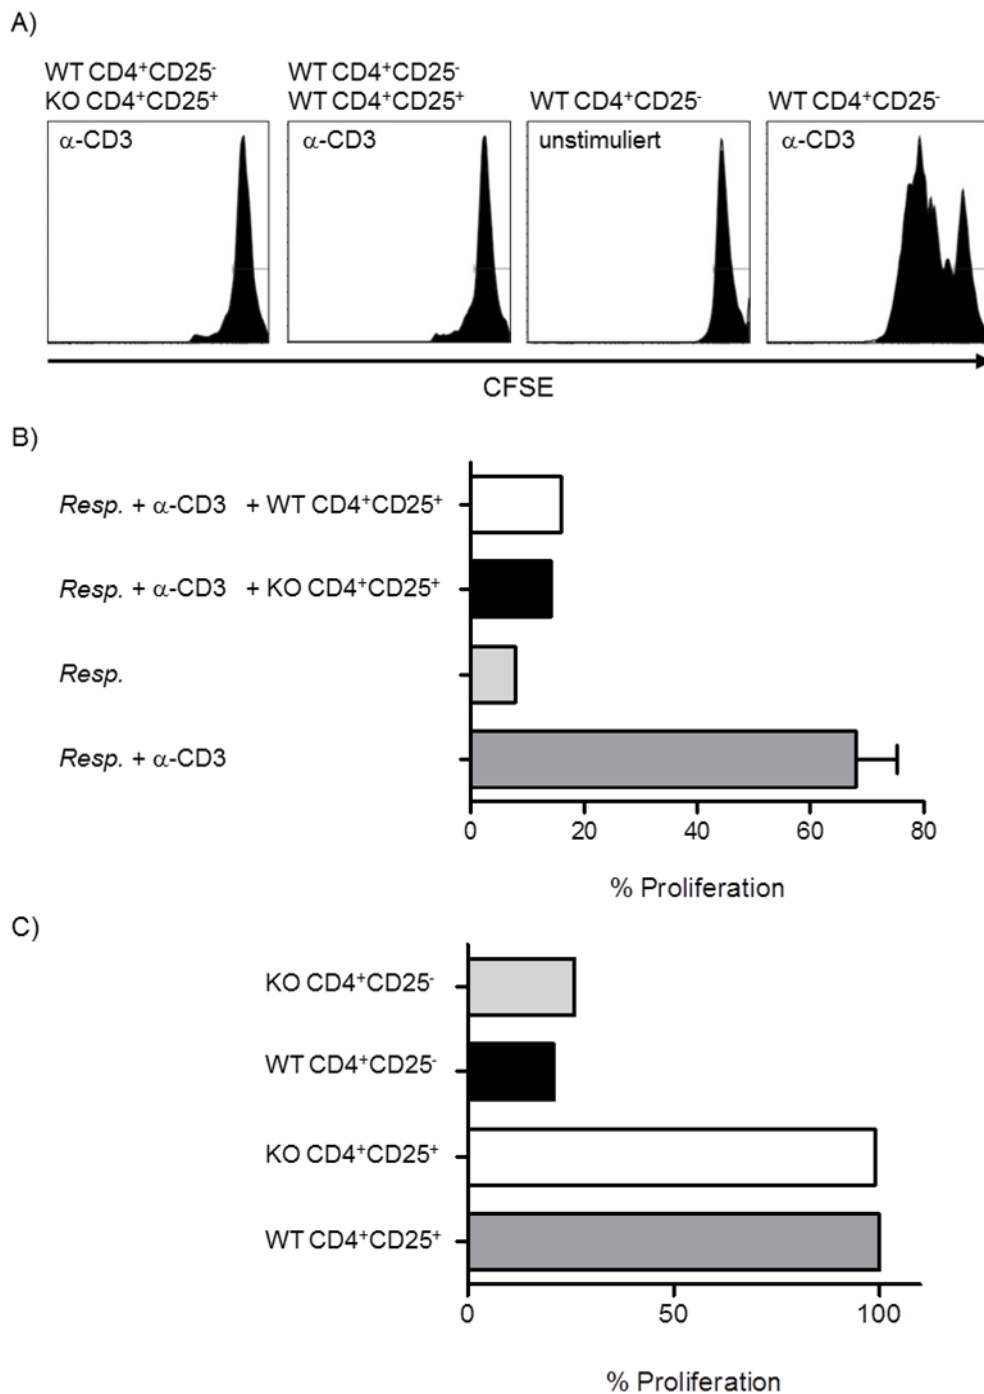 A)
WT CD4⁺CD25⁻
KO CD4⁺CD25⁺
α-CD3
WT CD4⁺CD25⁻
WT CD4⁺CD25⁺
α-CD3
WT CD4⁺CD25⁻
unstimuliert
WT CD4⁺CD25⁻
α-CD3
CFSE
B)
Resp. + α-CD3 + WT CD4⁺CD25⁺
Resp. + α-CD3 + KO CD4⁺CD25⁺
Resp.
Resp. + α-CD3
0 20 40 60 80
% Proliferation
C)
KO CD4⁺CD25⁻
WT CD4⁺CD25⁻
KO CD4⁺CD25⁺
WT CD4⁺CD25⁺
0 50 100
% Proliferation